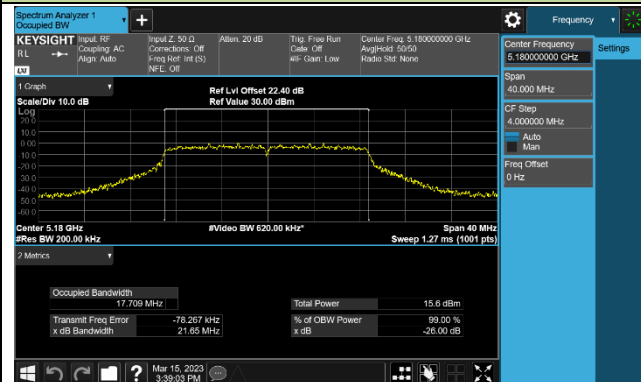 Spectrum Analyzer 1
Occupied BW
+
Frequency
KEYSIGHT
RL
LXI
Input: RF
Coupling: AC
Align: Auto
Input Z: 50 Ω
Corrections: Off
Freq Ref: Int (S)
NFE: Off
Atten: 20 dB
Trig: Free Run
Gate: Off
#IF Gain: Low
Center Freq: 5.180000000 GHz
Avg|Hold: 50/50
Radio Std: None
Center Frequency
5.180000000 GHz
Settings
Span
40.000 MHz
CF Step
4.000000 MHz
Auto
Man
Freq Offset
0 Hz
1 Graph
Scale/Div 10.0 dB
Ref Lvl Offset 22.40 dB
Ref Value 30.00 dBm
Log
20.0
10.0
0.00
-10.0
-20.0
-30.0
-40.0
-50.0
-60.0
Center 5.18 GHz
#Video BW 620.00 kHz*
Span 40 MHz
#Res BW 200.00 kHz
Sweep 1.27 ms (1001 pts)
2 Metrics
Occupied Bandwidth
17.709 MHz
Total Power
15.6 dBm
Transmit Freq Error
-78.267 kHz
% of OBW Power
99.00 %
x dB Bandwidth
21.65 MHz
x dB
-26.00 dB
?
Mar 15, 2023
3:39:03 PM